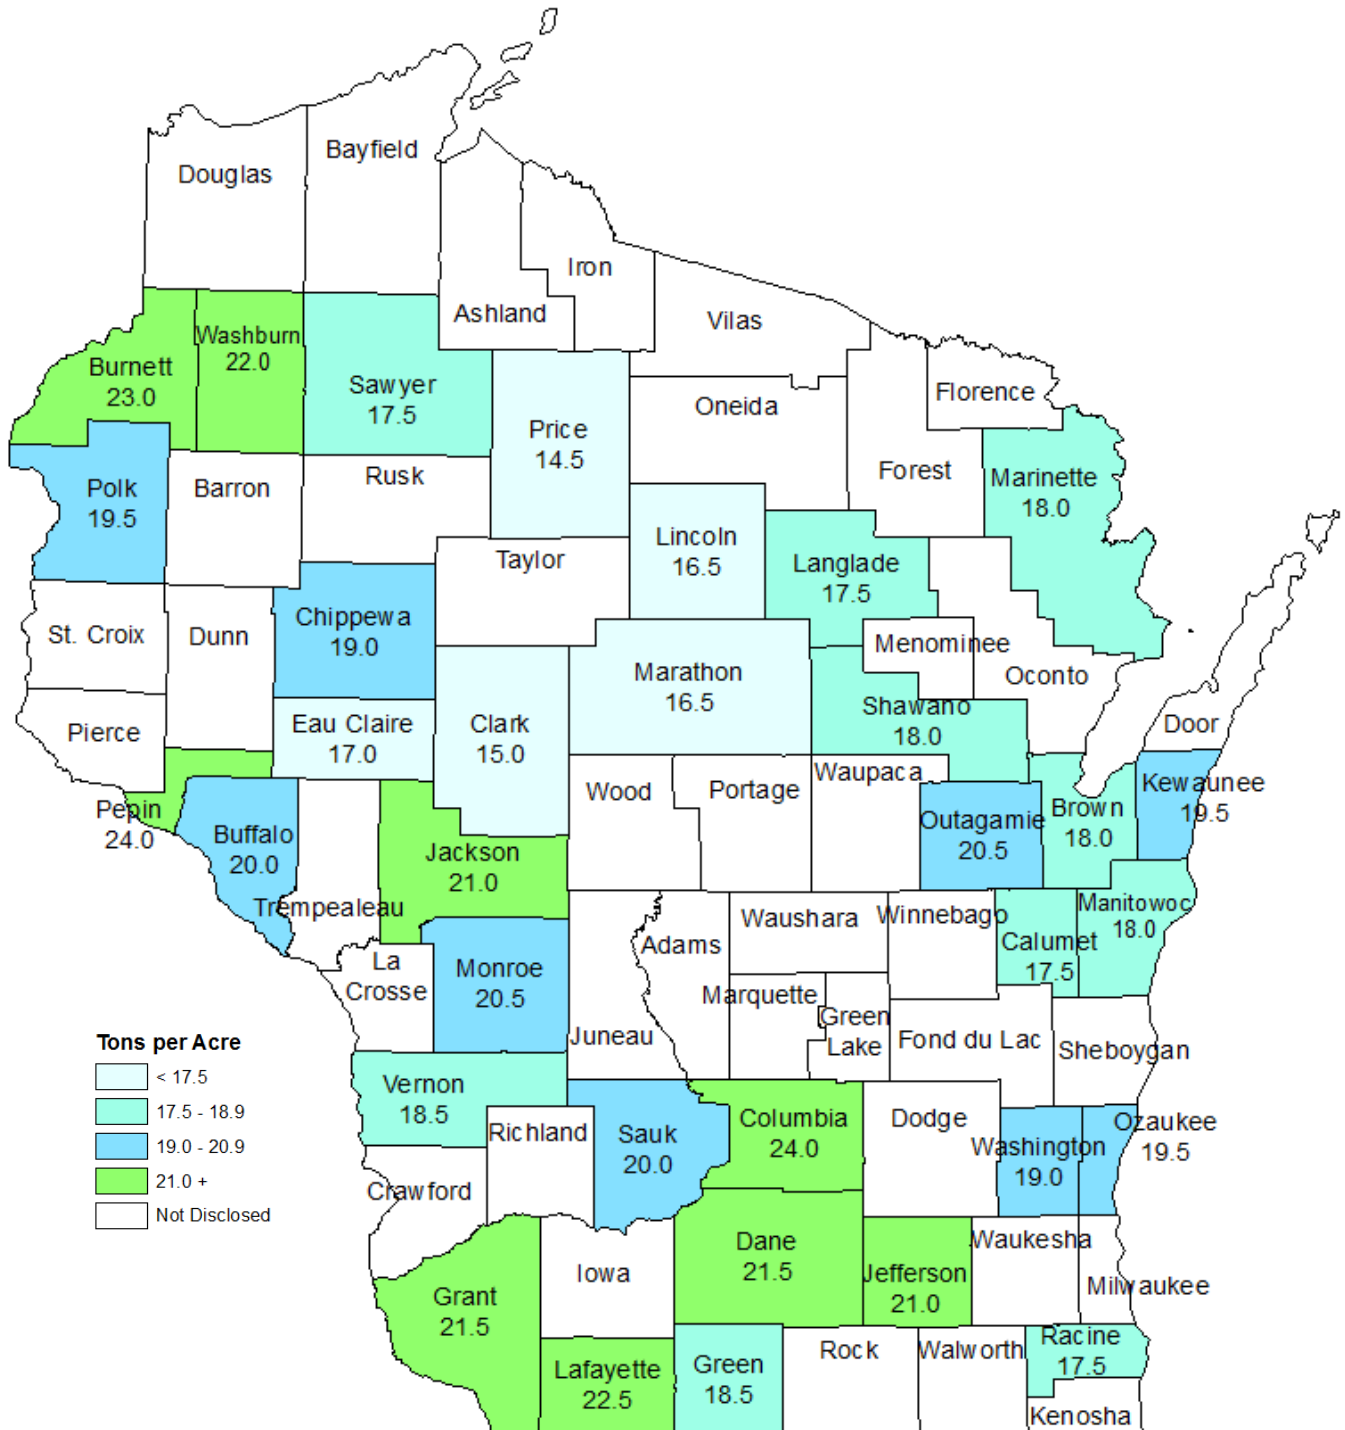 Bayfield
Douglas
Iron
Ashland
Vilas
Washburn
22.0
Burnett
23.0
Sawyer
17.5
Florence
Oneida
Price
14.5
Forest
Marinette
18.0
Rusk
Barron
Polk
19.5
Lincoln
16.5
Taylor
Langlade
17.5
Chippewa
19.0
St. Croix
Dunn
Menominee
Oconto
Marathon
16.5
Shawano
18.0
Eau Claire
17.0
Clark
15.0
Pierce
Door
Waupaca
Wood
Portage
Kewaunee
19.5
Pepin
24.0
Brown
18.0
Outagamie
20.5
Buffalo
20.0
Jackson
21.0
Trempealeau
Manitowoc
18.0
Waushara
Winnebago
Adams
Calumet
17.5
La
Crosse
Monroe
20.5
Marquette
Green
Lake
Juneau
Fond du Lac
Sheboygan
Tons per Acre
< 17.5
17.5 - 18.9
19.0 - 20.9
21.0 +
Not Disclosed
Vernon
18.5
Columbia
24.0
Dodge
Ozaukee
19.5
Richland
Sauk
20.0
Washington
19.0
Crawford
Dane
21.5
Waukesha
Iowa
Jefferson
21.0
Milwaukee
Grant
21.5
Racine
17.5
Rock
Walworth
Lafayette
22.5
Green
18.5
Kenosha